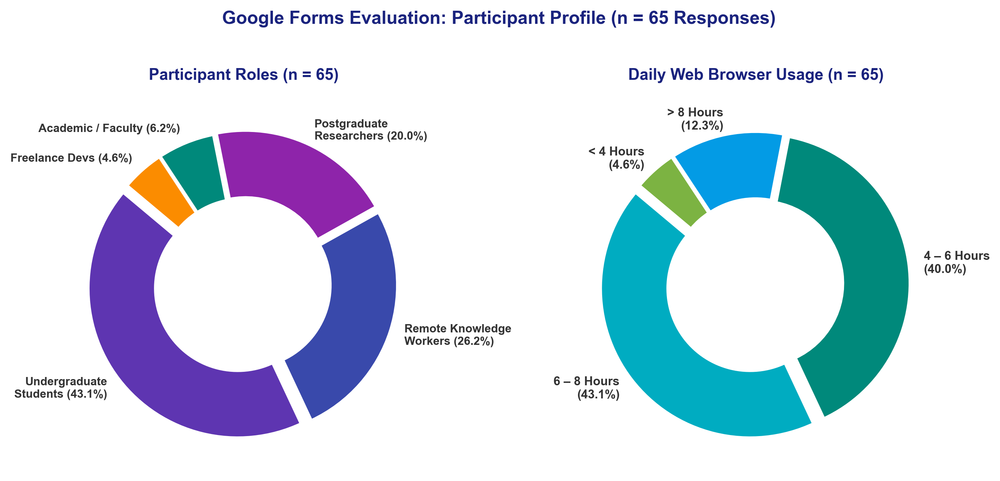 Google Forms Evaluation: Participant Profile (n = 65 Responses)
Participant Roles (n = 65)
Academic / Faculty (6.2%)
Postgraduate
Researchers (20.0%)
Freelance Devs (4.6%)
Remote Knowledge
Workers (26.2%)
Undergraduate
Students (43.1%)
Daily Web Browser Usage (n = 65)
> 8 Hours
(12.3%)
< 4 Hours
(4.6%)
4 – 6 Hours
(40.0%)
6 – 8 Hours
(43.1%)